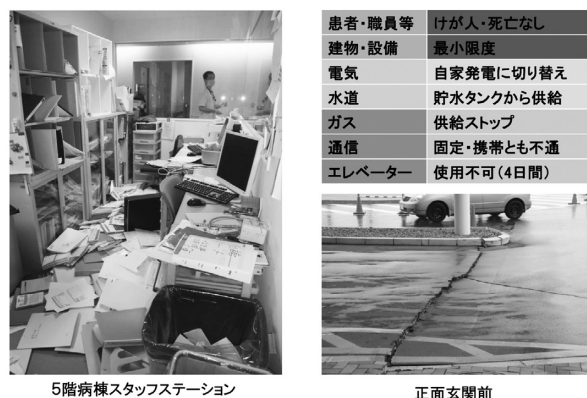 患者・職員等 けが人・死亡なし
建物・設備 最小限度
電気 自家発電に切り替え
水道 貯水タンクから供給
ガス 供給ストップ
通信 固定・携帯とも不通
エレベーター 使用不可(4日間)
5階病棟スタッフステーション
正面玄関前